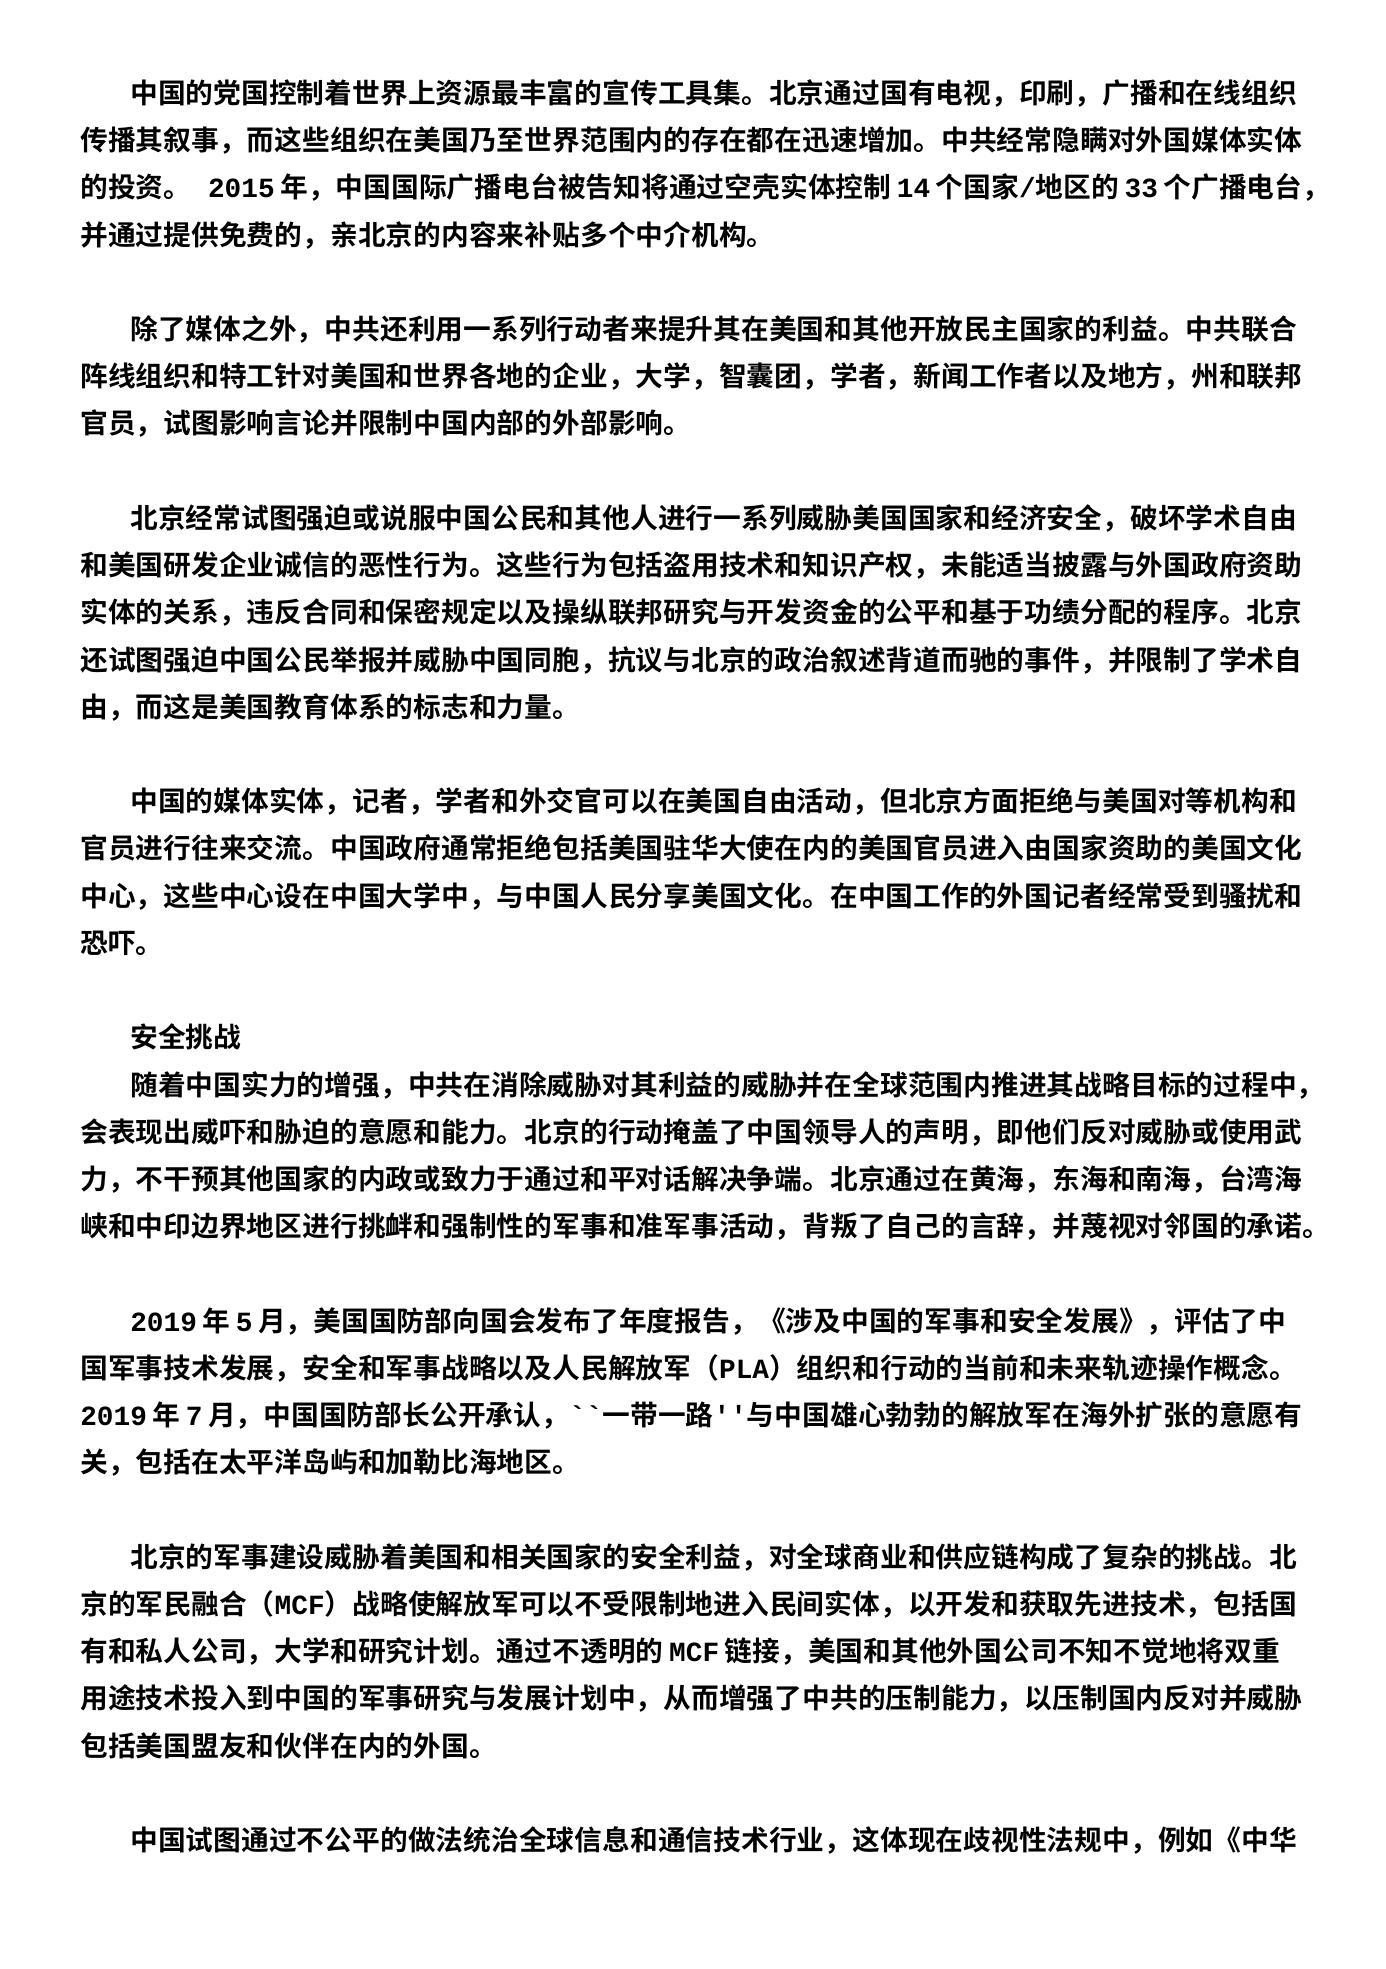 中国的党国控制着世界上资源最丰富的宣传工具集。北京通过国有电视，印刷，广播和在线组织
传播其叙事，而这些组织在美国乃至世界范围内的存在都在迅速增加。中共经常隐瞒对外国媒体实体
的投资。 2015 年，中国国际广播电台被告知将通过空壳实体控制 14 个国家/地区的 33 个广播电台，
并通过提供免费的，亲北京的内容来补贴多个中介机构。
除了媒体之外，中共还利用一系列行动者来提升其在美国和其他开放民主国家的利益。中共联合
阵线组织和特工针对美国和世界各地的企业，大学，智囊团，学者，新闻工作者以及地方，州和联邦
官员，试图影响言论并限制中国内部的外部影响。
北京经常试图强迫或说服中国公民和其他人进行一系列威胁美国国家和经济安全，破坏学术自由
和美国研发企业诚信的恶性行为。这些行为包括盗用技术和知识产权，未能适当披露与外国政府资助
实体的关系，违反合同和保密规定以及操纵联邦研究与开发资金的公平和基于功绩分配的程序。北京
还试图强迫中国公民举报并威胁中国同胞，抗议与北京的政治叙述背道而驰的事件，并限制了学术自
由，而这是美国教育体系的标志和力量。
中国的媒体实体，记者，学者和外交官可以在美国自由活动，但北京方面拒绝与美国对等机构和
官员进行往来交流。中国政府通常拒绝包括美国驻华大使在内的美国官员进入由国家资助的美国文化
中心，这些中心设在中国大学中，与中国人民分享美国文化。在中国工作的外国记者经常受到骚扰和
恐吓。
安全挑战
随着中国实力的增强，中共在消除威胁对其利益的威胁并在全球范围内推进其战略目标的过程中，
会表现出威吓和胁迫的意愿和能力。北京的行动掩盖了中国领导人的声明，即他们反对威胁或使用武
力，不干预其他国家的内政或致力于通过和平对话解决争端。北京通过在黄海，东海和南海，台湾海
峡和中印边界地区进行挑衅和强制性的军事和准军事活动，背叛了自己的言辞，并蔑视对邻国的承诺。
2019 年 5 月，美国国防部向国会发布了年度报告，《涉及中国的军事和安全发展》，评估了中
国军事技术发展，安全和军事战略以及人民解放军（PLA）组织和行动的当前和未来轨迹操作概念。
2019 年 7 月，中国国防部长公开承认，``一带一路''与中国雄心勃勃的解放军在海外扩张的意愿有
关，包括在太平洋岛屿和加勒比海地区。
北京的军事建设威胁着美国和相关国家的安全利益，对全球商业和供应链构成了复杂的挑战。北
京的军民融合（MCF）战略使解放军可以不受限制地进入民间实体，以开发和获取先进技术，包括国
有和私人公司，大学和研究计划。通过不透明的 MCF 链接，美国和其他外国公司不知不觉地将双重
用途技术投入到中国的军事研究与发展计划中，从而增强了中共的压制能力，以压制国内反对并威胁
包括美国盟友和伙伴在内的外国。
中国试图通过不公平的做法统治全球信息和通信技术行业，这体现在歧视性法规中，例如《中华